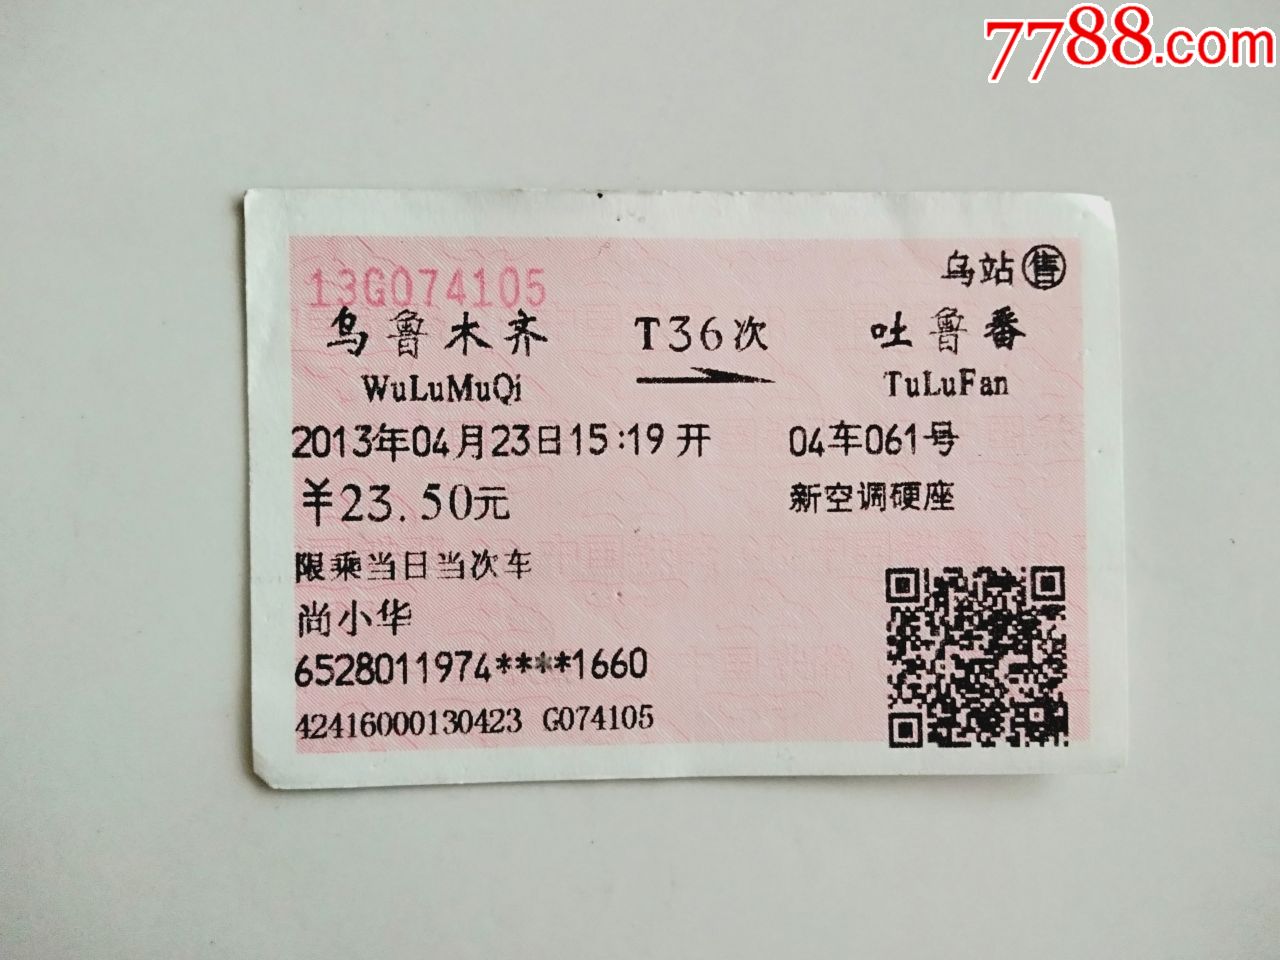 7788.com
13G074105
乌站 售
乌鲁木齐 T36次 吐鲁番
WuLuMuQi TuLuFan
2013年04月23日15:19开 04车061号
¥23.50元 新空调硬座
限乘当日当次车
尚小华
6528011974****1660
42416000130423 G074105